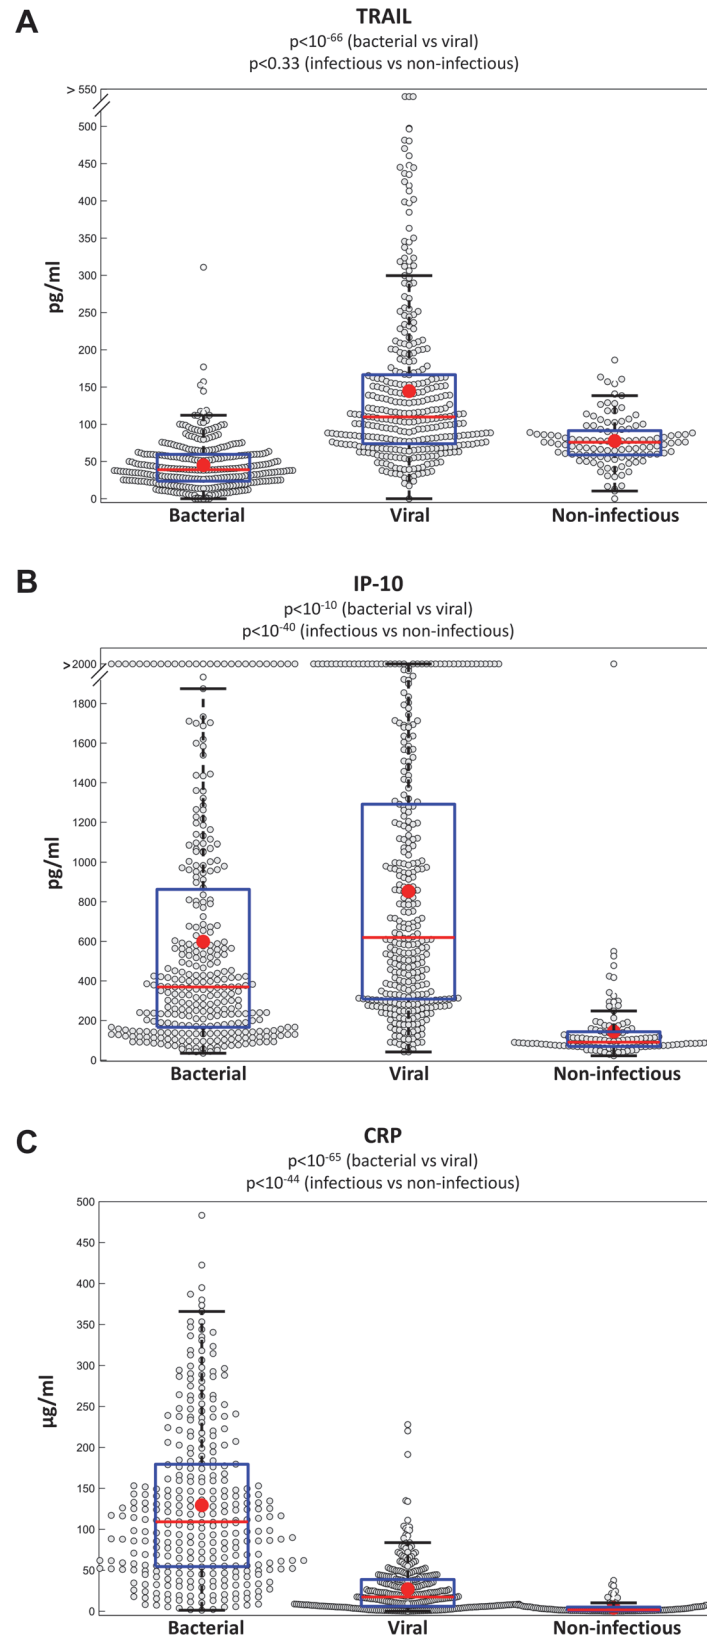 A
TRAIL
p<10-66 (bacterial vs viral)
p<0.33 (infectious vs non-infectious)
> 550
500
450
400
350
300
250
200
150
100
50
0
pg/ml
Bacterial Viral Non-infectious
B
IP-10
p<10-10 (bacterial vs viral)
p<10-40 (infectious vs non-infectious)
>2000
1800
1600
1400
1200
1000
800
600
400
200
0
pg/ml
Bacterial Viral Non-infectious
C
CRP
p<10-65 (bacterial vs viral)
p<10-44 (infectious vs non-infectious)
500
450
400
350
300
250
200
150
100
50
0
µg/ml
Bacterial Viral Non-infectious